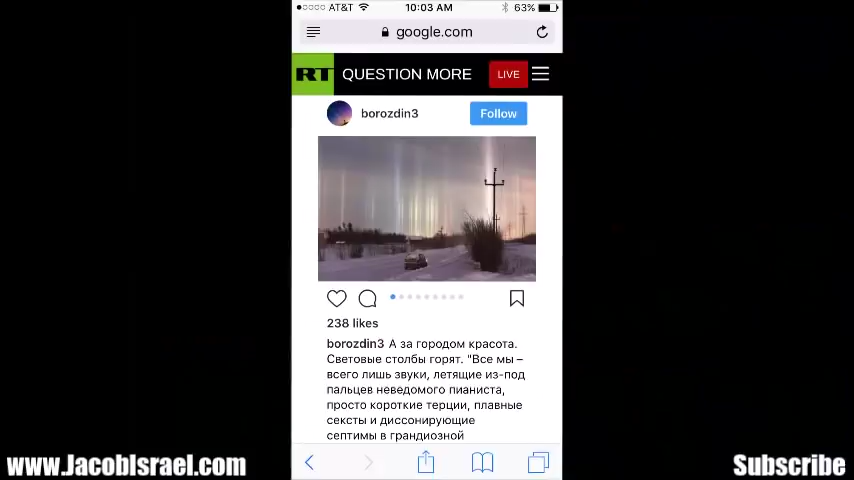 AT&T 10:03 AM 63%
google.com
RT QUESTION MORE LIVE
borozdin3 Follow
238 likes
borozdin3 А за городом красота.
Световые столбы горят. "Все мы –
всего лишь звуки, летящие из-под
пальцев неведомого пианиста,
просто короткие терции, плавные
сексты и диссонирующие
септимы в грандиозной
www.JacobIsrael.com Subscribe